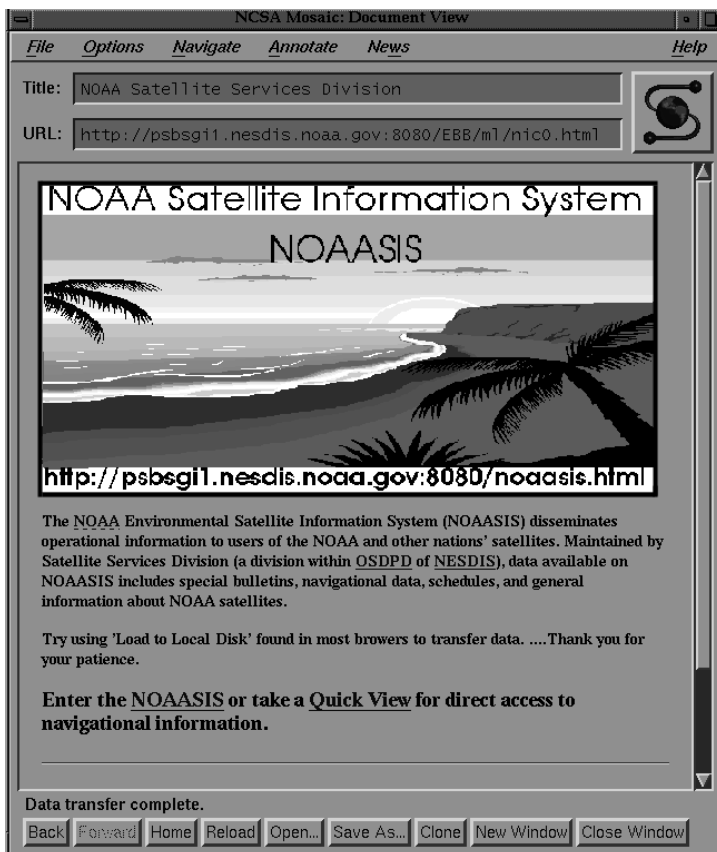 NCSA Mosaic: Document View
File Options Navigate Annotate News Help
Title: NOAA Satellite Services Division
URL: http://psbsgi1.nesdis.noaa.gov:8080/EBB/ml/nic0.html
NOAA Satellite Information System
NOAASIS
http://psbsgi1.nesdis.noaa.gov:8080/noaasis.html
The NOAA Environmental Satellite Information System (NOAASIS) disseminates
operational information to users of the NOAA and other nations' satellites. Maintained by
Satellite Services Division (a division within OSDPD of NESDIS), data available on
NOAASIS includes special bulletins, navigational data, schedules, and general
information about NOAA satellites.
Try using 'Load to Local Disk' found in most browers to transfer data. ....Thank you for
your patience.
Enter the NOAASIS or take a Quick View for direct access to
navigational information.
Data transfer complete.
Back Forward Home Reload Open... Save As... Clone New Window Close Window